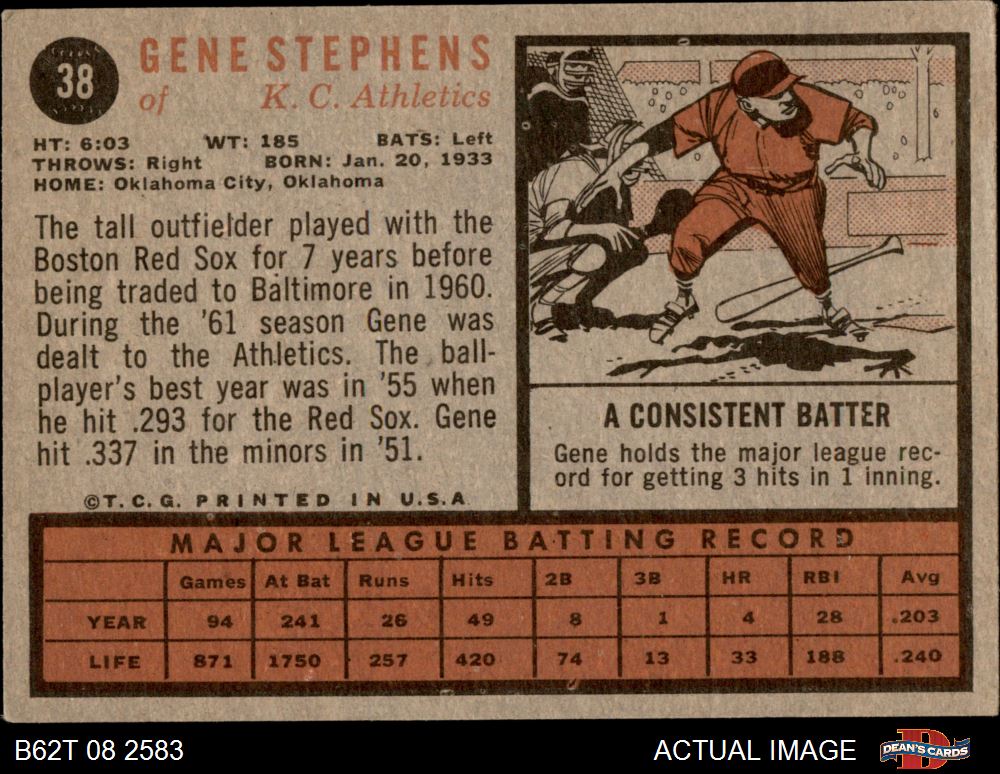 38
GENE STEPHENS
of K. C. Athletics
HT: 6:03 WT: 185 BATS: Left
THROWS: Right BORN: Jan. 20, 1933
HOME: Oklahoma City, Oklahoma
The tall outfielder played with the
Boston Red Sox for 7 years before
being traded to Baltimore in 1960.
During the '61 season Gene was
dealt to the Athletics. The ball-
player's best year was in '55 when
he hit .293 for the Red Sox. Gene
hit .337 in the minors in '51.
©T.C.G. PRINTED IN U.S.A.
A CONSISTENT BATTER
Gene holds the major league rec-
ord for getting 3 hits in 1 inning.
MAJOR LEAGUE BATTING RECORD
Games At Bat Runs Hits 2B 3B HR RBI Avg
YEAR 94 241 26 49 8 1 4 28 .203
LIFE 871 1750 257 420 74 13 33 188 .240
B62T 08 2583 ACTUAL IMAGE DEAN'S CARDS